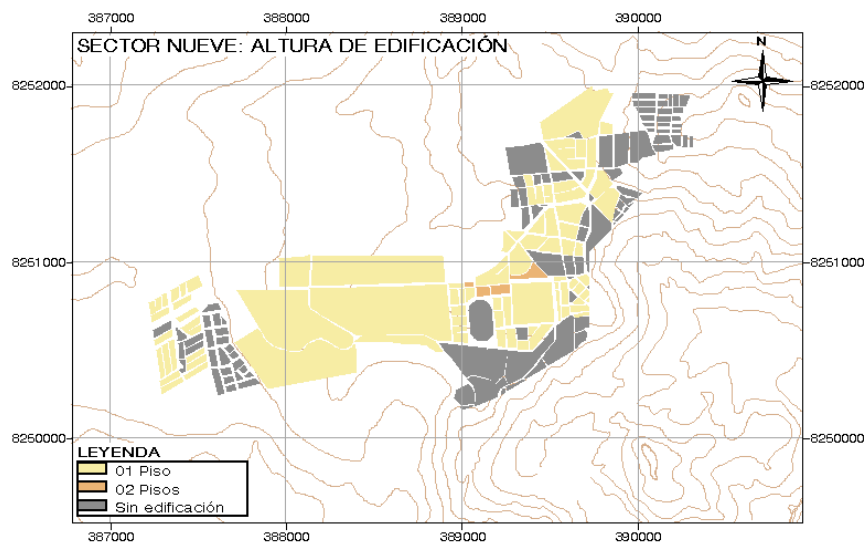 387000 388000 389000 390000
SECTOR NUEVE: ALTURA DE EDIFICACIÓN
N
8252000 8252000
8251000 8251000
8250000 8250000
LEYENDA
01 Piso
02 Pisos
Sin edificación
387000 388000 389000 390000